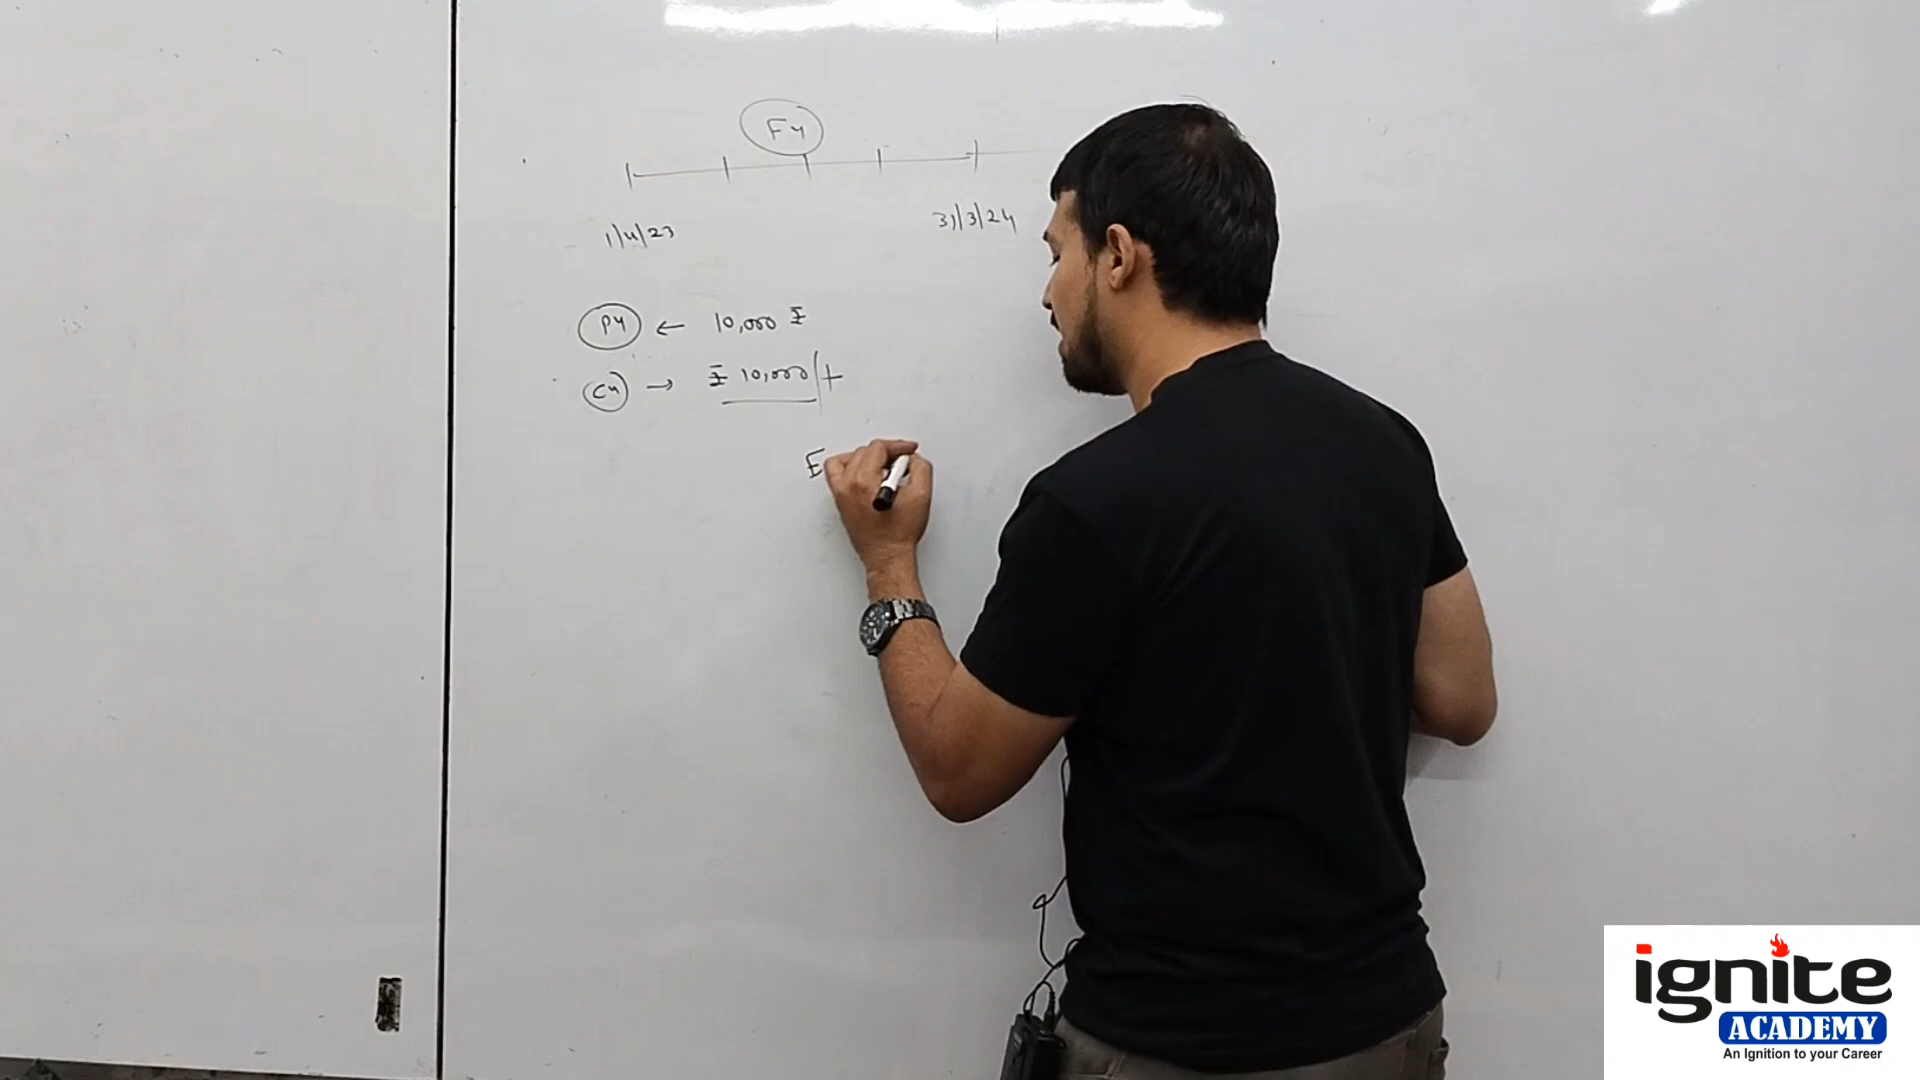 FY
1/4/23 31/3/24
PY ← 10,000 ₹
CY → ₹ 10,000/+
E
ignite
ACADEMY
An Ignition to your Career